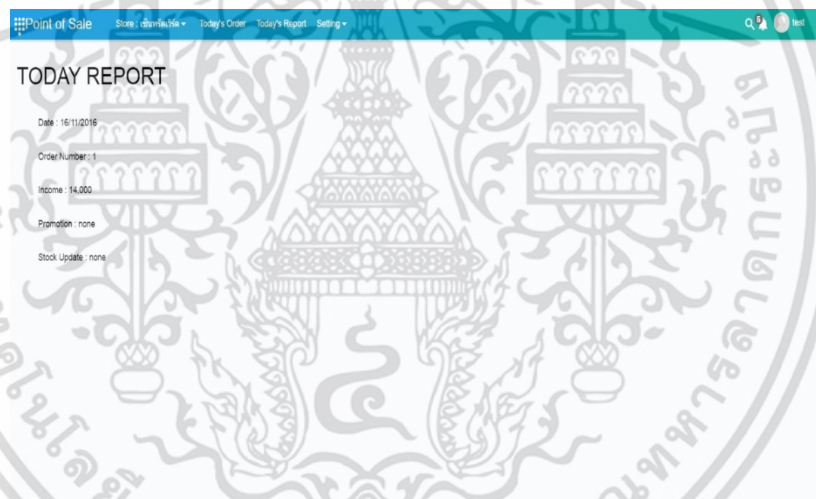 Point of Sale Store : Today's Order Today's Report Setting 5 test
TODAY REPORT
Date : 16/11/2016
Order Number : 1
Income : 14,000
Promotion : none
Stock Update : none